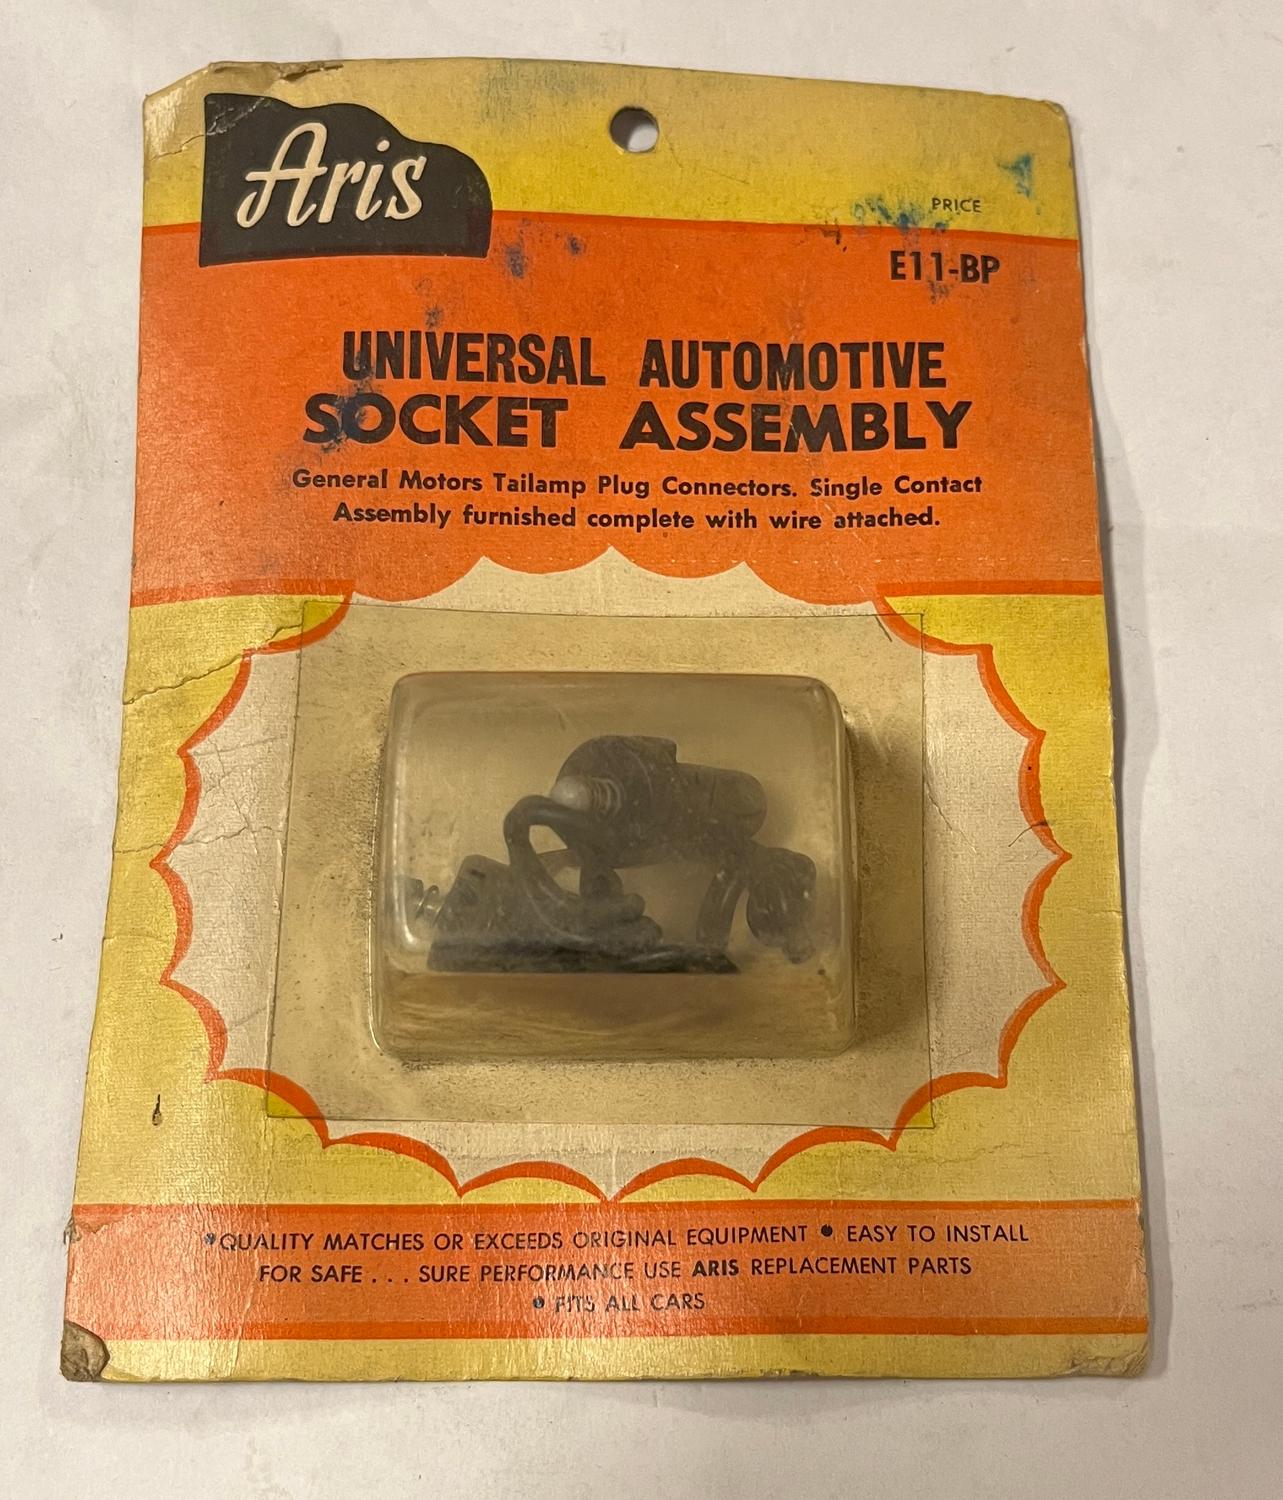 Aris
PRICE
E11-BP
UNIVERSAL AUTOMOTIVE
SOCKET ASSEMBLY
General Motors Tailamp Plug Connectors. Single Contact
Assembly furnished complete with wire attached.
• QUALITY MATCHES OR EXCEEDS ORIGINAL EQUIPMENT • EASY TO INSTALL
FOR SAFE . . . SURE PERFORMANCE USE ARIS REPLACEMENT PARTS
• FITS ALL CARS